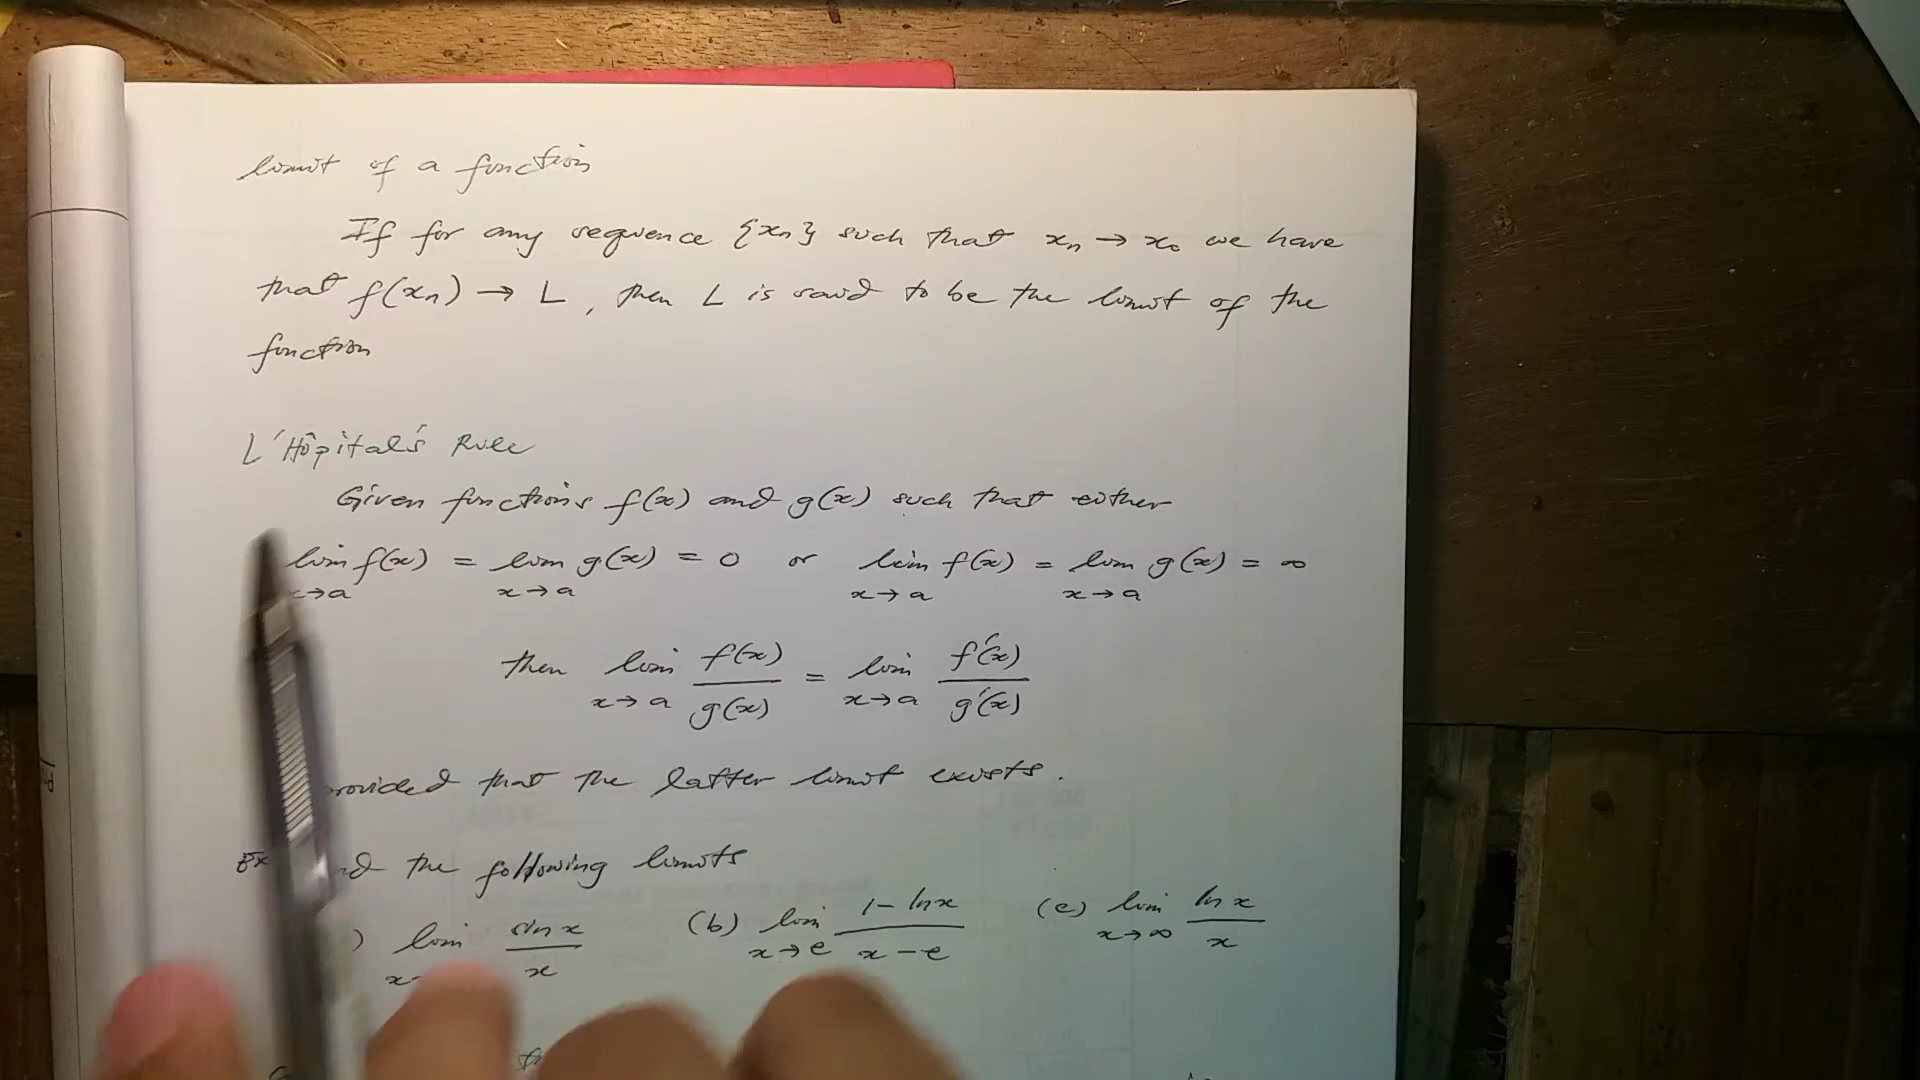 limit of a function
If for any sequence {xₙ} such that xₙ → x₀ we have
that f(xₙ) → L, then L is said to be the limit of the
function
L'Hôpital's Rule
Given functions f(x) and g(x) such that either
lim f(x) = lim g(x) = 0 or lim f(x) = lim g(x) = ∞
x→a x→a x→a x→a
then lim f(x)/g(x) = lim f'(x)/g'(x)
x→a x→a
that the latter limit exists.
Ex the following limits
) lim sin x/x (b) lim 1 - ln x/x - e (c) lim ln x/x
x→ x→e x→∞